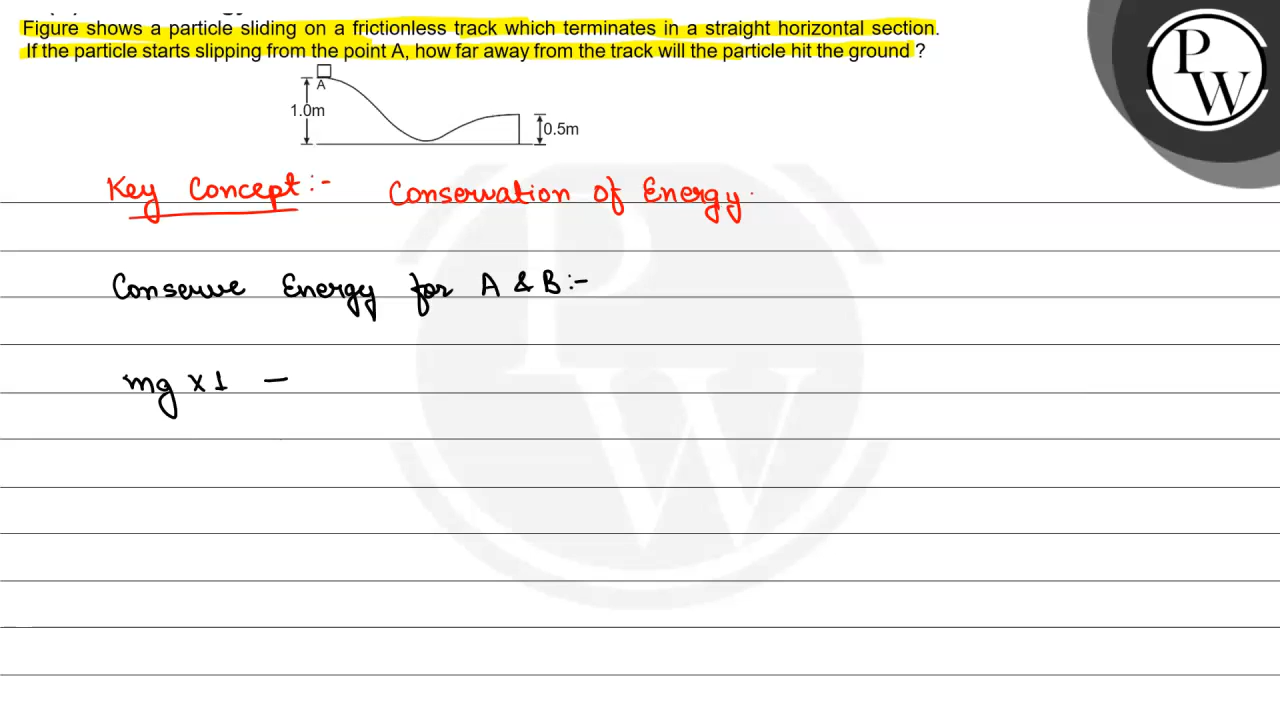 Figure shows a particle sliding on a frictionless track which terminates in a straight horizontal section.
If the particle starts slipping from the point A, how far away from the track will the particle hit the ground ?
A
1.0m
0.5m
P
W
Key Concept:- Conservation of Energy.
Conserve Energy for A & B:-
mg x 1 =